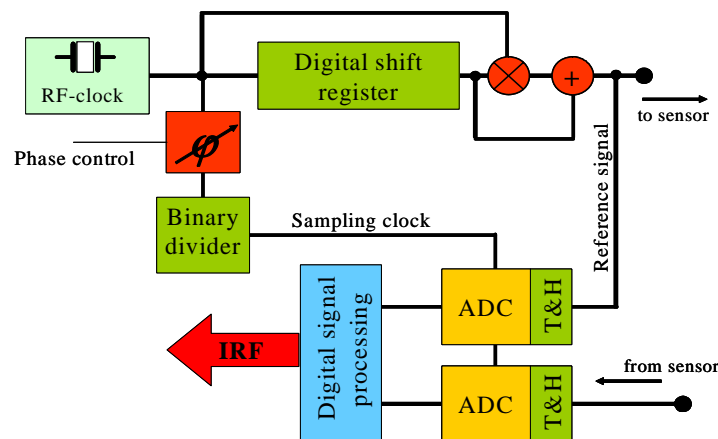 RF-clock
Digital shift
register
×
+
to sensor
Phase control
φ
Reference signal
Binary
divider
Sampling clock
Digital signal
processing
ADC
T&H
IRF
from sensor
ADC
T&H